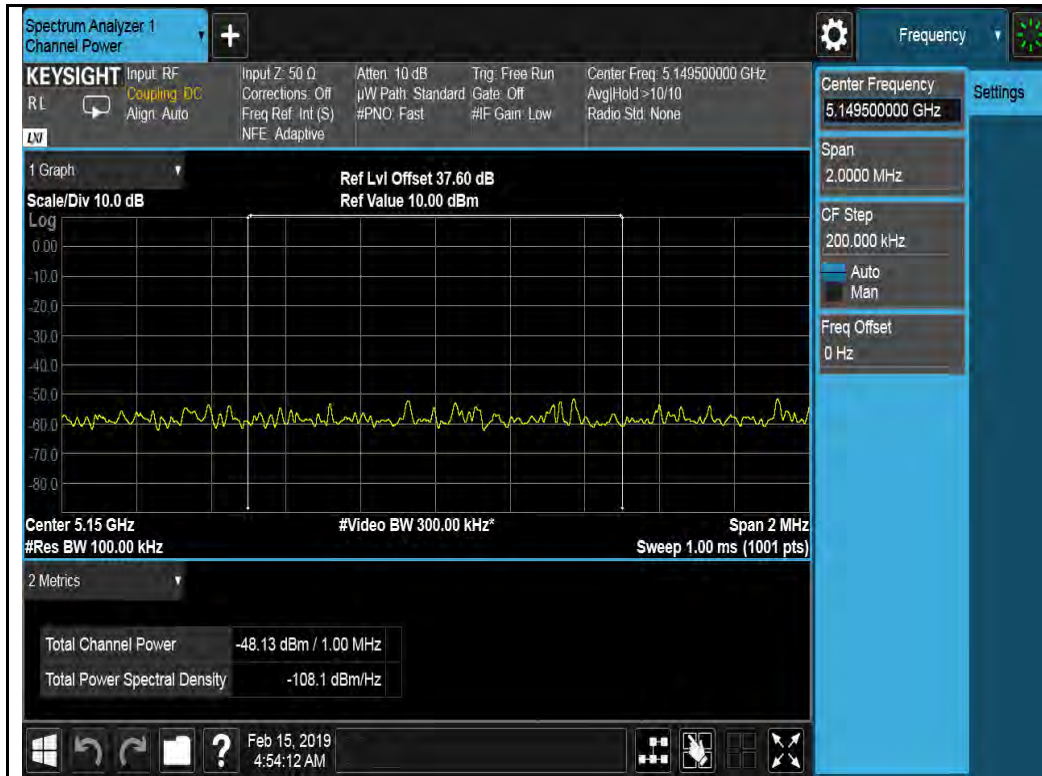 Spectrum Analyzer 1
Channel Power
+
Frequency
KEYSIGHT
RL
LXI
Input: RF
Coupling: DC
Align: Auto
Input Z: 50 Ω
Corrections: Off
Freq Ref: Int (S)
NFE: Adaptive
Atten: 10 dB
µW Path: Standard
#PNO: Fast
Trig: Free Run
Gate: Off
#IF Gain: Low
Center Freq: 5.149500000 GHz
Avg|Hold >10/10
Radio Std: None
Center Frequency
5.149500000 GHz
Settings
Span
2.0000 MHz
CF Step
200.000 kHz
Auto
Man
Freq Offset
0 Hz
1 Graph
Scale/Div 10.0 dB
Ref Lvl Offset 37.60 dB
Ref Value 10.00 dBm
Log
0.00
-10.0
-20.0
-30.0
-40.0
-50.0
-60.0
-70.0
-80.0
Center 5.15 GHz
#Res BW 100.00 kHz
#Video BW 300.00 kHz*
Span 2 MHz
Sweep 1.00 ms (1001 pts)
2 Metrics
Total Channel Power -48.13 dBm / 1.00 MHz
Total Power Spectral Density -108.1 dBm/Hz
?
Feb 15, 2019
4:54:12 AM